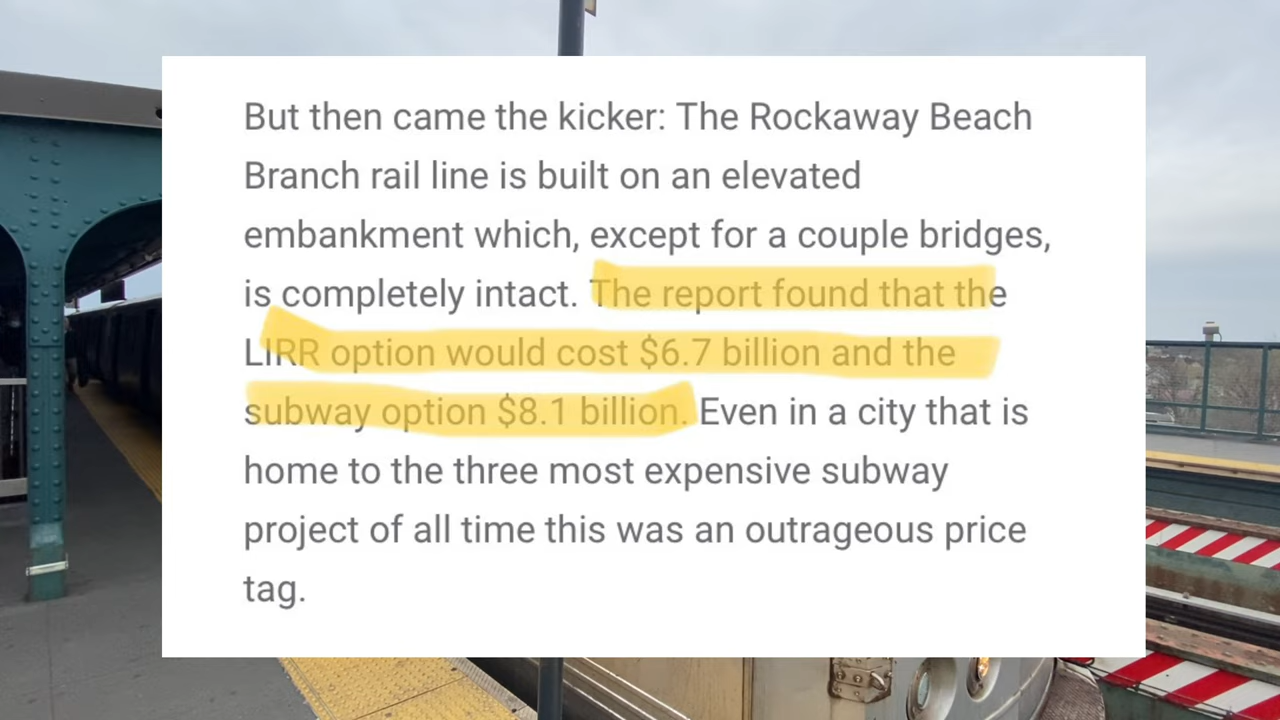 But then came the kicker: The Rockaway Beach
Branch rail line is built on an elevated
embankment which, except for a couple bridges,
is completely intact. The report found that the
LIRR option would cost $6.7 billion and the
subway option $8.1 billion. Even in a city that is
home to the three most expensive subway
project of all time this was an outrageous price
tag.